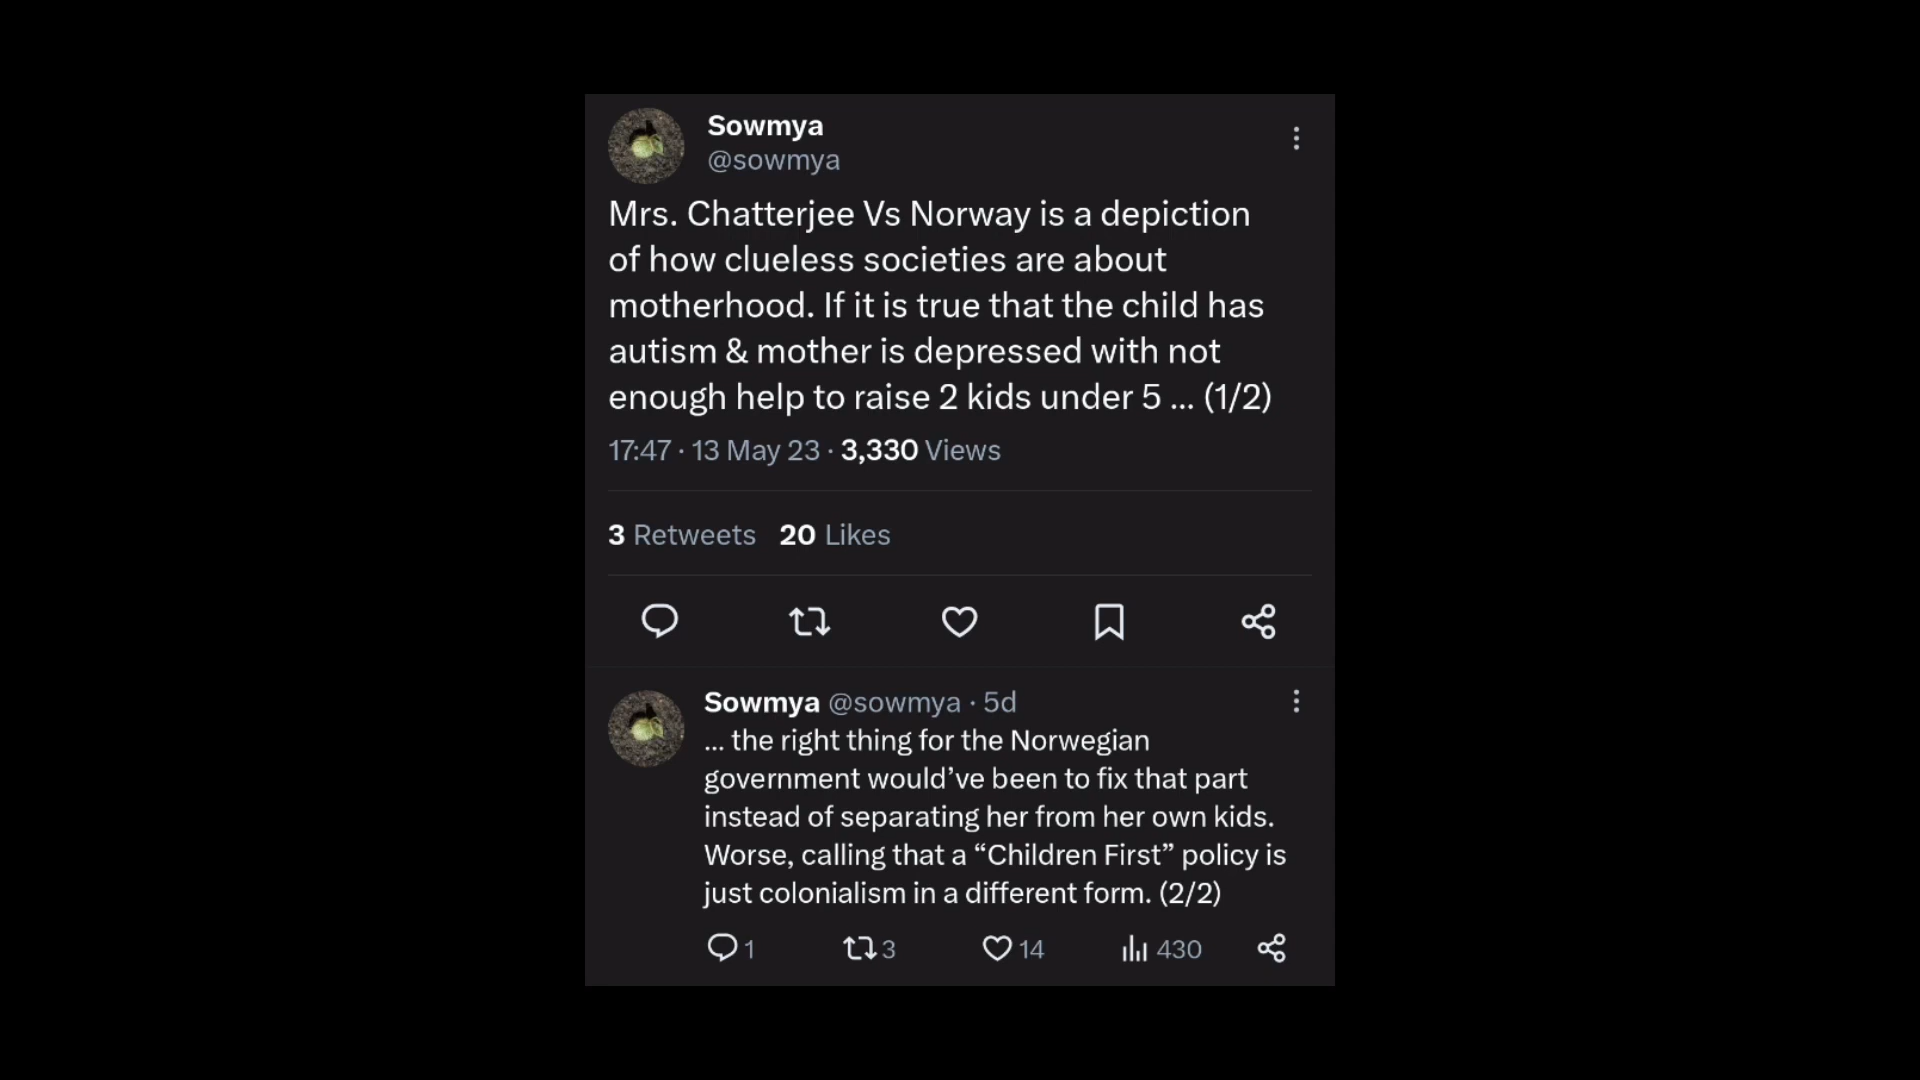 Sowmya
@sowmya
Mrs. Chatterjee Vs Norway is a depiction
of how clueless societies are about
motherhood. If it is true that the child has
autism & mother is depressed with not
enough help to raise 2 kids under 5 ... (1/2)
17:47 · 13 May 23 · 3,330 Views
3 Retweets 20 Likes
Sowmya @sowmya · 5d
... the right thing for the Norwegian
government would’ve been to fix that part
instead of separating her from her own kids.
Worse, calling that a “Children First” policy is
just colonialism in a different form. (2/2)
1 3 14 430